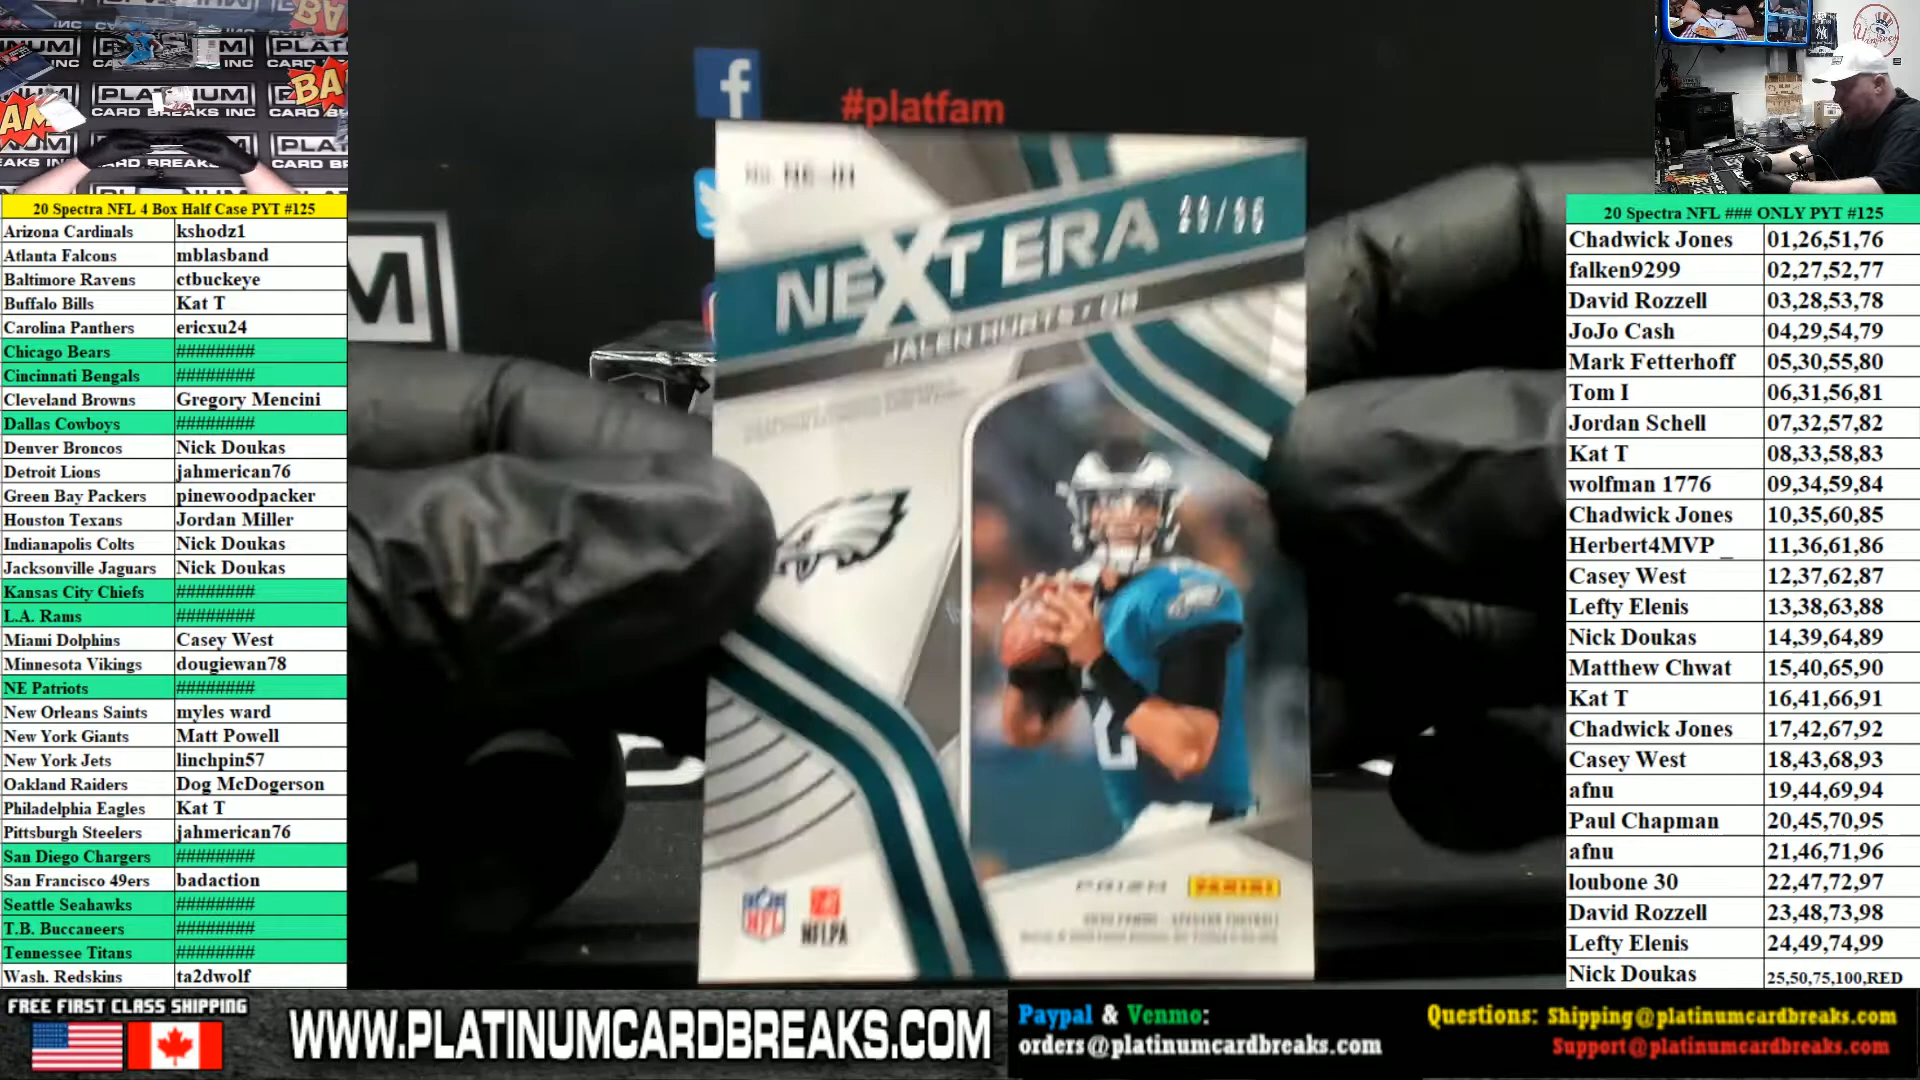 20 Spectra NFL 4 Box Half Case PYT #125
Arizona Cardinals kshodz1
Atlanta Falcons mblasband
Baltimore Ravens ctbuckeye
Buffalo Bills Kat T
Carolina Panthers ericxu24
Chicago Bears ########
Cincinnati Bengals ########
Cleveland Browns Gregory Mencini
Dallas Cowboys ########
Denver Broncos Nick Doukas
Detroit Lions jahmerican76
Green Bay Packers pinewoodpacker
Houston Texans Jordan Miller
Indianapolis Colts Nick Doukas
Jacksonville Jaguars Nick Doukas
Kansas City Chiefs ########
L.A. Rams ########
Miami Dolphins Casey West
Minnesota Vikings dougiewan78
NE Patriots ########
New Orleans Saints myles ward
New York Giants Matt Powell
New York Jets linchpin57
Oakland Raiders Dog McDogerson
Philadelphia Eagles Kat T
Pittsburgh Steelers jahmerican76
San Diego Chargers ########
San Francisco 49ers badaction
Seattle Seahawks ########
T.B. Buccaneers ########
Tennessee Titans ########
Wash. Redskins ta2dwolf
#platfam
NEXT ERA
JALEN HURTS • QB
NFL
NFLPA
PRIZM PANINI
20 Spectra NFL ### ONLY PYT #125
Chadwick Jones 01,26,51,76
falken9299 02,27,52,77
David Rozzell 03,28,53,78
JoJo Cash 04,29,54,79
Mark Fetterhoff 05,30,55,80
Tom I 06,31,56,81
Jordan Schell 07,32,57,82
Kat T 08,33,58,83
wolfman 1776 09,34,59,84
Chadwick Jones 10,35,60,85
Herbert4MVP _ 11,36,61,86
Casey West 12,37,62,87
Lefty Elenis 13,38,63,88
Nick Doukas 14,39,64,89
Matthew Chwat 15,40,65,90
Kat T 16,41,66,91
Chadwick Jones 17,42,67,92
Casey West 18,43,68,93
afnu 19,44,69,94
Paul Chapman 20,45,70,95
afnu 21,46,71,96
loubone 30 22,47,72,97
David Rozzell 23,48,73,98
Lefty Elenis 24,49,74,99
Nick Doukas 25,50,75,100,RED
PLATINUM
CARD BREAKS INC
FREE FIRST CLASS SHIPPING
WWW.PLATINUMCARDBREAKS.COM
Paypal & Venmo:
orders@platinumcardbreaks.com
Questions: Shipping@platinumcardbreaks.com
Support@platinumcardbreaks.com